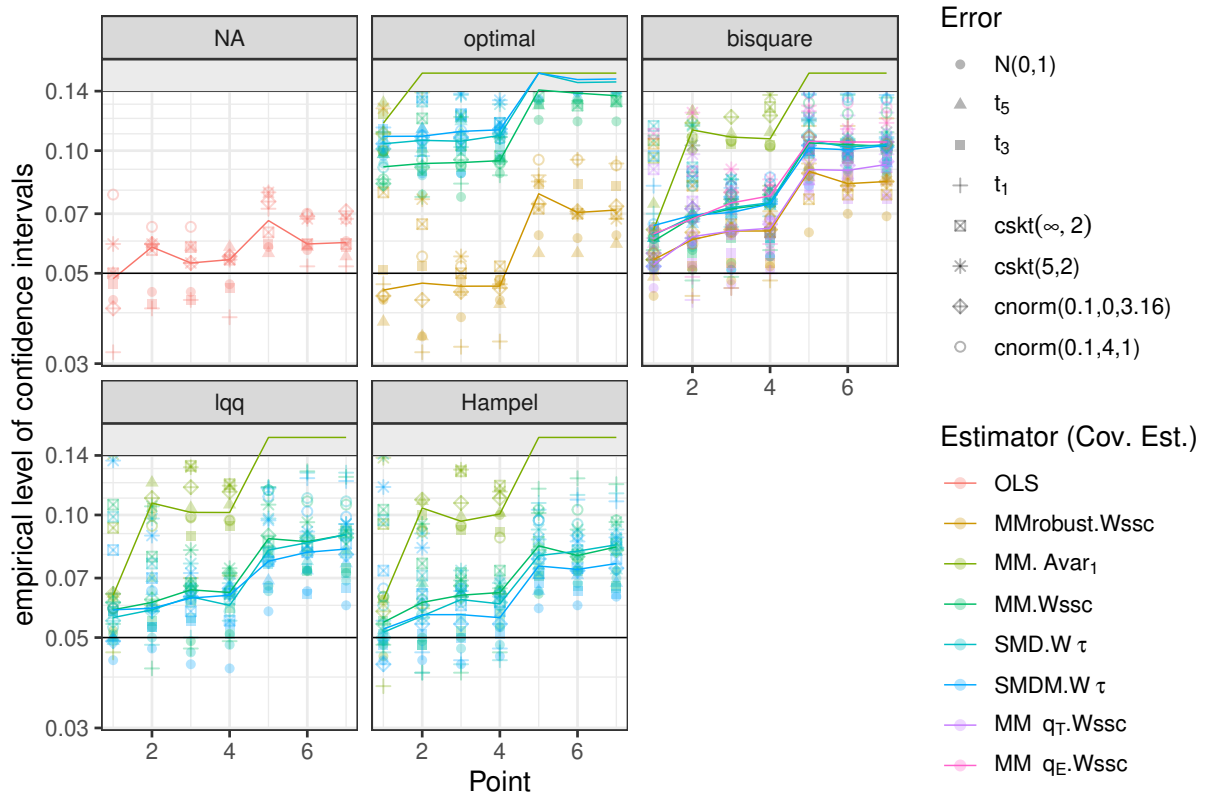 NA
optimal
bisquare
0.14
0.10
0.07
0.05
0.03
2
4
6
lqq
Hampel
0.14
0.10
0.07
0.05
0.03
2
4
6
2
4
6
Point
empirical level of confidence intervals
Error
N(0,1)
t₅
t₃
t₁
cskt(∞, 2)
cskt(5,2)
cnorm(0.1,0,3.16)
cnorm(0.1,4,1)
Estimator (Cov. Est.)
OLS
MMrobust.Wssc
MM. Avar₁
MM.Wssc
SMD.W τ
SMDM.W τ
MM qT.Wssc
MM qE.Wssc